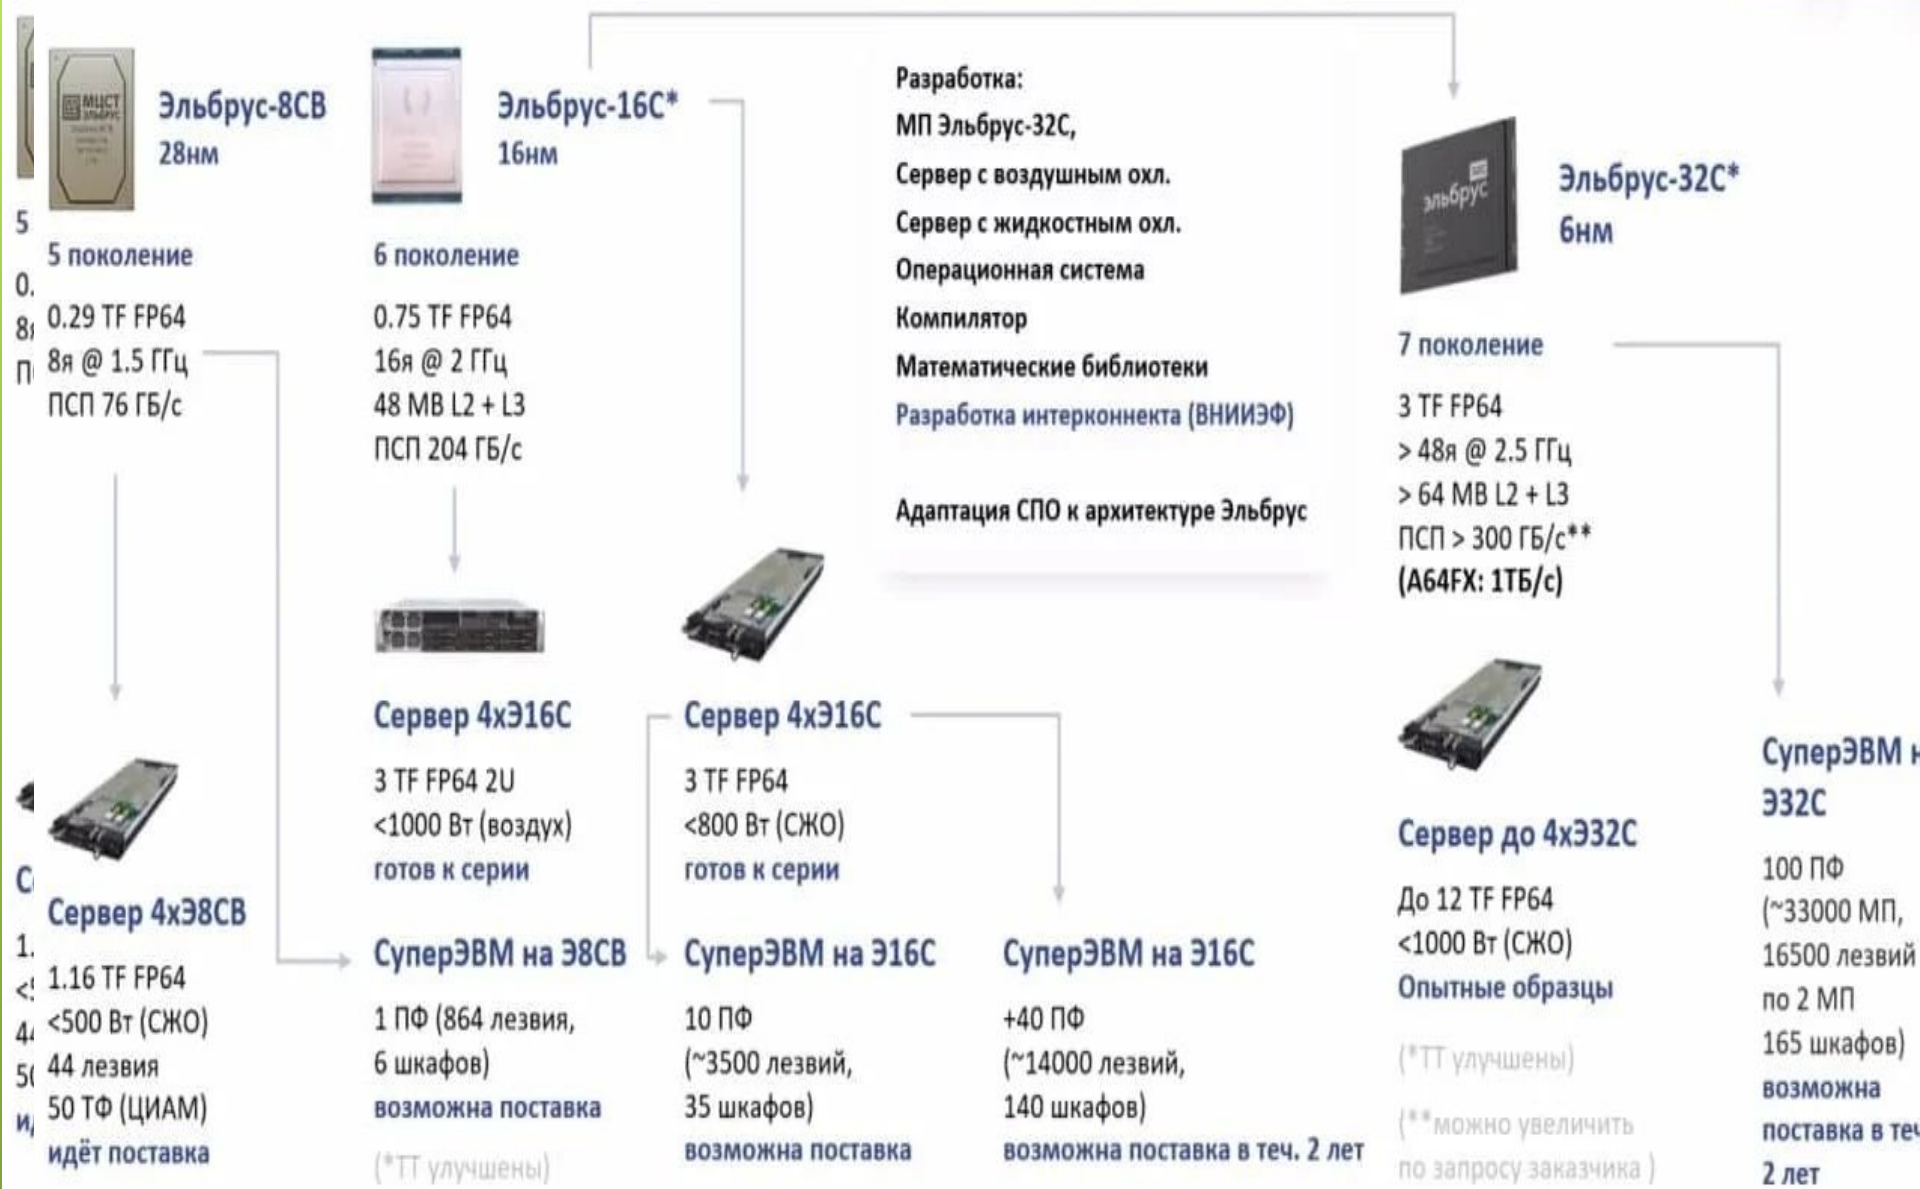 МЦСТ
ЭЛЬБРУС
Эльбрус-8СВ
28нм
5 поколение
0.29 TF FP64
8я @ 1.5 ГГц
ПСП 76 ГБ/с
Сервер 4хЭ8СВ
1.16 TF FP64
<500 Вт (СЖО)
44 лезвия
50 ТФ (ЦИАМ)
идёт поставка
Эльбрус-16С*
16нм
6 поколение
0.75 TF FP64
16я @ 2 ГГц
48 MB L2 + L3
ПСП 204 ГБ/с
Сервер 4хЭ16С
3 TF FP64 2U
<1000 Вт (воздух)
готов к серии
СуперЭВМ на Э8СВ
1 ПФ (864 лезвия,
6 шкафов)
возможна поставка
(*ТТ улучшены)
Сервер 4хЭ16С
3 TF FP64
<800 Вт (СЖО)
готов к серии
СуперЭВМ на Э16С
10 ПФ
(~3500 лезвий,
35 шкафов)
возможна поставка
Разработка:
МП Эльбрус-32С,
Сервер с воздушным охл.
Сервер с жидкостным охл.
Операционная система
Компилятор
Математические библиотеки
Разработка интерконнекта (ВНИИЭФ)
Адаптация СПО к архитектуре Эльбрус
СуперЭВМ на Э16С
+40 ПФ
(~14000 лезвий,
140 шкафов)
возможна поставка в теч. 2 лет
эльбрус
Эльбрус-32С*
6нм
7 поколение
3 TF FP64
> 48я @ 2.5 ГГц
> 64 MB L2 + L3
ПСП > 300 ГБ/с**
(A64FX: 1ТБ/с)
Сервер до 4хЭ32С
До 12 TF FP64
<1000 Вт (СЖО)
Опытные образцы
(*ТТ улучшены)
(**можно увеличить
по запросу заказчика )
СуперЭВМ н
Э32С
100 ПФ
(~33000 МП,
16500 лезвий
по 2 МП
165 шкафов)
возможна
поставка в теч
2 лет